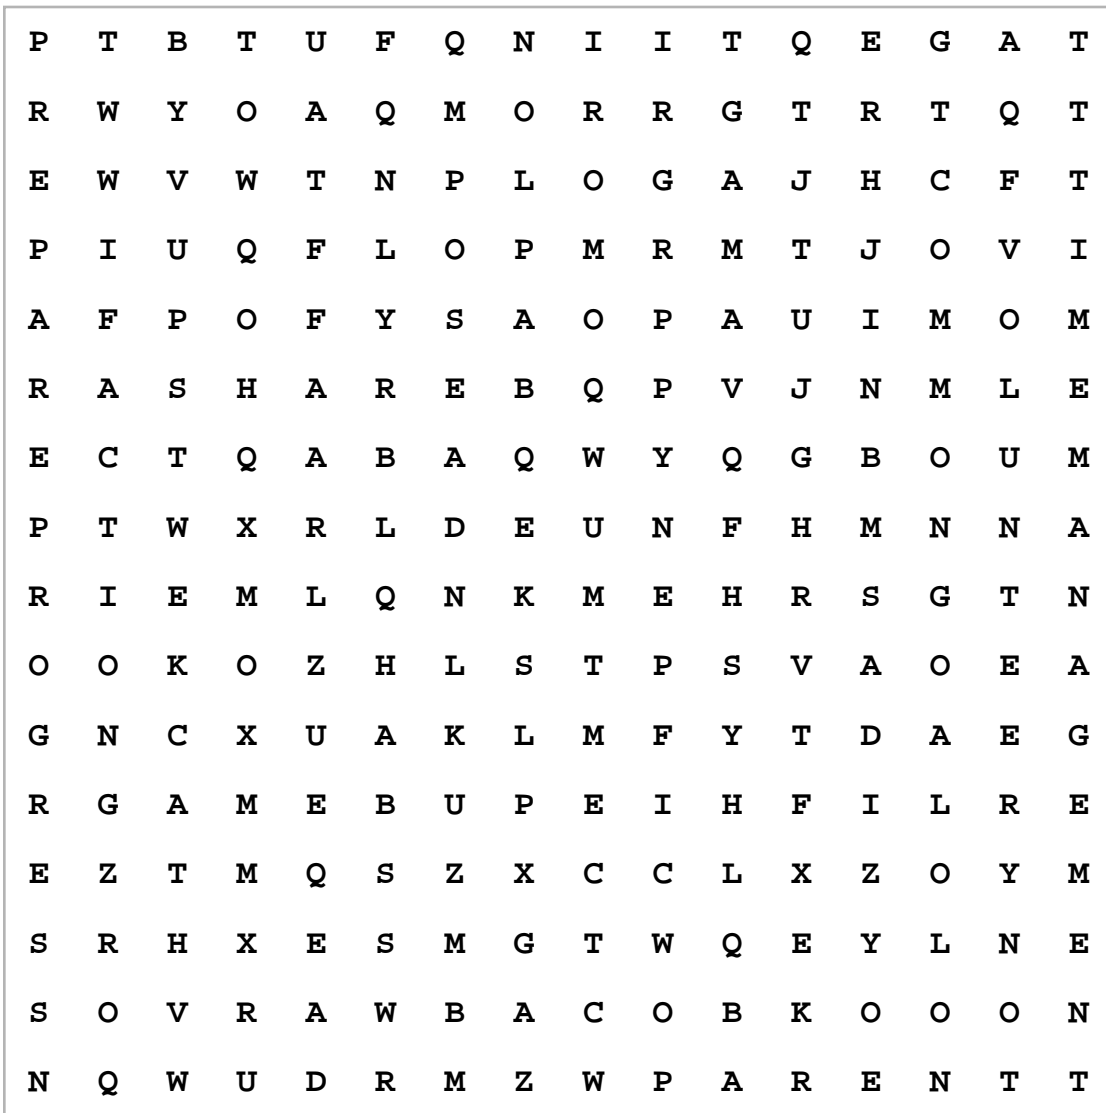 P T B T U F Q N I I T Q E G A T
R W Y O A Q M O R R G T R T Q T
E W V W T N P L O G A J H C F T
P I U Q F L O P M R M T J O V I
A F P O F Y S A O P A U I M O M
R A S H A R E B Q P V J N M L E
E C T Q A B A Q W Y Q G B O U M
P T W X R L D E U N F H M N N A
R I E M L Q N K M E H R S G T N
O O K O Z H L S T P S V A O E A
G N C X U A K L M F Y T D A E G
R G A M E B U P E I H F I L R E
E Z T M Q S Z X C C L X Z O Y M
S R H X E S M G T W Q E Y L N E
S O V R A W B A C O B K O O O N
N Q W U D R M Z W P A R E N T T